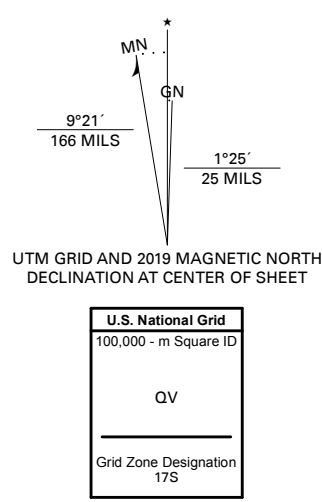 MN
GN
9°21´
166 MILS
1°25´
25 MILS
UTM GRID AND 2019 MAGNETIC NORTH
DECLINATION AT CENTER OF SHEET
U.S. National Grid
100,000 - m Square ID
QV
Grid Zone Designation
17S